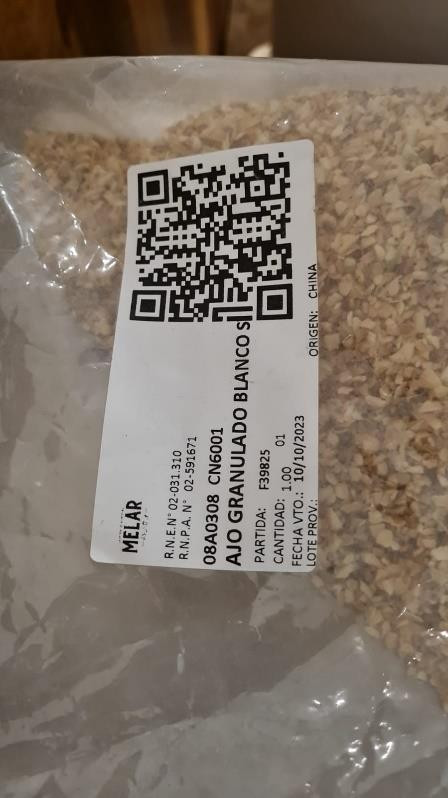 MELAR
R.N.E.N° 02-031.310
R.N.P.A. N° 02-591671
08A0308 CN6001
AJO GRANULADO BLANCO S
PARTIDA: F39825
CANTIDAD: 1.00 01
FECHA VTO.: 10/10/2023
LOTE PROV.: ORIGEN: CHINA